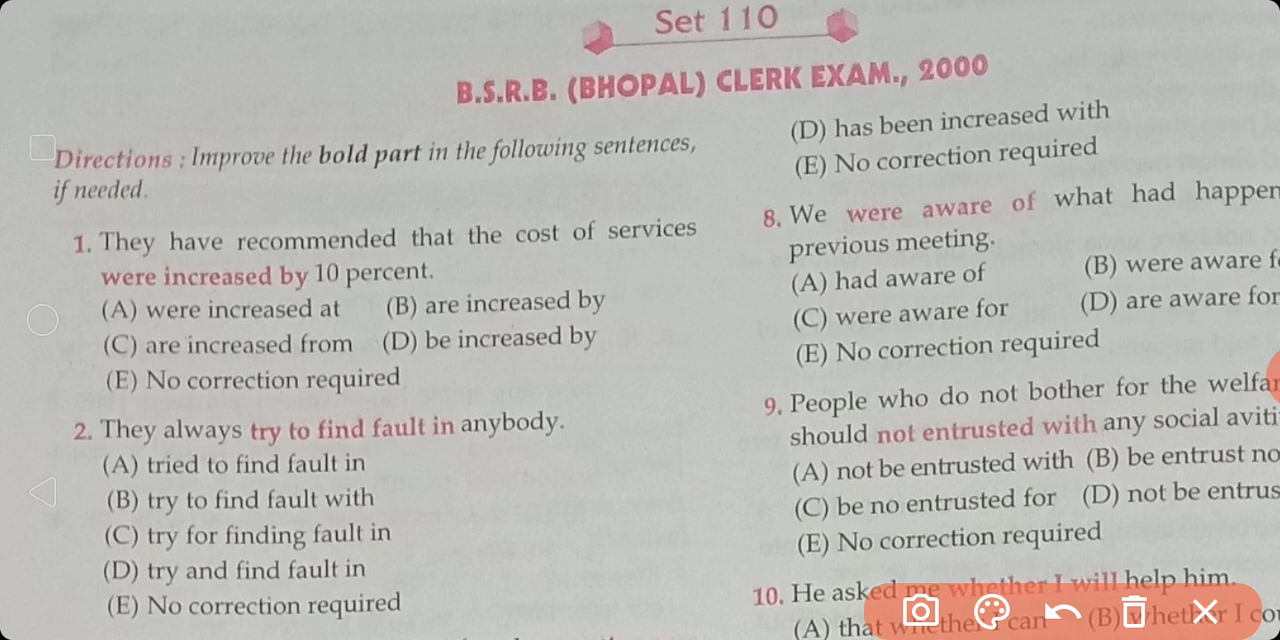 Set 110
B.S.R.B. (BHOPAL) CLERK EXAM., 2000
Directions : Improve the bold part in the following sentences,
if needed.
1. They have recommended that the cost of services
were increased by 10 percent.
(A) were increased at (B) are increased by
(C) are increased from (D) be increased by
(E) No correction required
2. They always try to find fault in anybody.
(A) tried to find fault in
(B) try to find fault with
(C) try for finding fault in
(D) try and find fault in
(E) No correction required
(D) has been increased with
(E) No correction required
8. We were aware of what had happen
previous meeting.
(A) had aware of (B) were aware
(C) were aware for (D) are aware for
(E) No correction required
9. People who do not bother for the welfar
should not entrusted with any social aviti
(A) not be entrusted with (B) be entrust no
(C) be no entrusted for (D) not be entrus
(E) No correction required
10. He asked me whether I will help him.
(A) that whether I can (B) whether I co